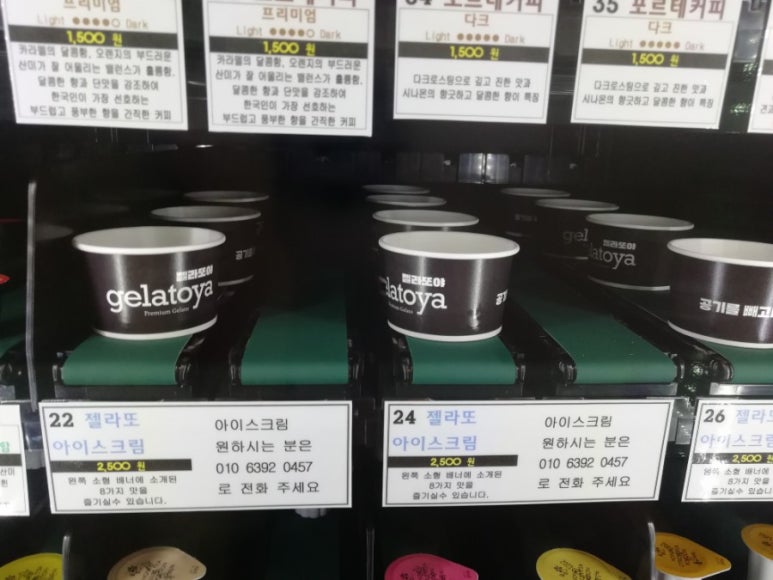 프리미엄
Light ●●●●○ Dark
1,500 원
카라멜의 달콤함, 오렌지의 부드러운
산미가 잘 어울리는 밸런스가 훌륭함.
달콤한 향과 단맛을 강조하여
한국인이 가장 선호하는
부드럽고 풍부한 향을 간직한 커피
프리미엄
Light ●●●●○ Dark
1,500 원
카라멜의 달콤함, 오렌지의 부드러운
산미가 잘 어울리는 밸런스가 훌륭함.
달콤한 향과 단맛을 강조하여
한국인이 가장 선호하는
부드럽고 풍부한 향을 간직한 커피
34 포르테커피
다크
Light ●●●●● Dark
1,500 원
다크로스팅으로 깊고 진한 맛과
시나몬의 향긋하고 달콤한 향이 특징
35 포르테커피
다크
Light ●●●●● Dark
1,500 원
다크로스팅으로 깊고 진한 맛과
시나몬의 향긋하고 달콤한 향이 특징
젤라또야
gelatoya
Premium Gelato
공기
젤라또야
latoya
공기
gel
젤라또야
latoya
공기를 빼고
22 젤라또
아이스크림
2,500 원
왼쪽 소형 배너에 소개된
8가지 맛을
즐기실수 있습니다.
아이스크림
원하시는 분은
010 6392 0457
로 전화 주세요
24 젤라또
아이스크림
2,500 원
왼쪽 소형 배너에 소개된
8가지 맛을
즐기실수 있습니다.
아이스크림
원하시는 분은
010 6392 0457
로 전화 주세요
26 젤라또
아이스크림
2,500 원
왼쪽 소형 배너에 소개된
8가지 맛을
즐기실수 있습니다.